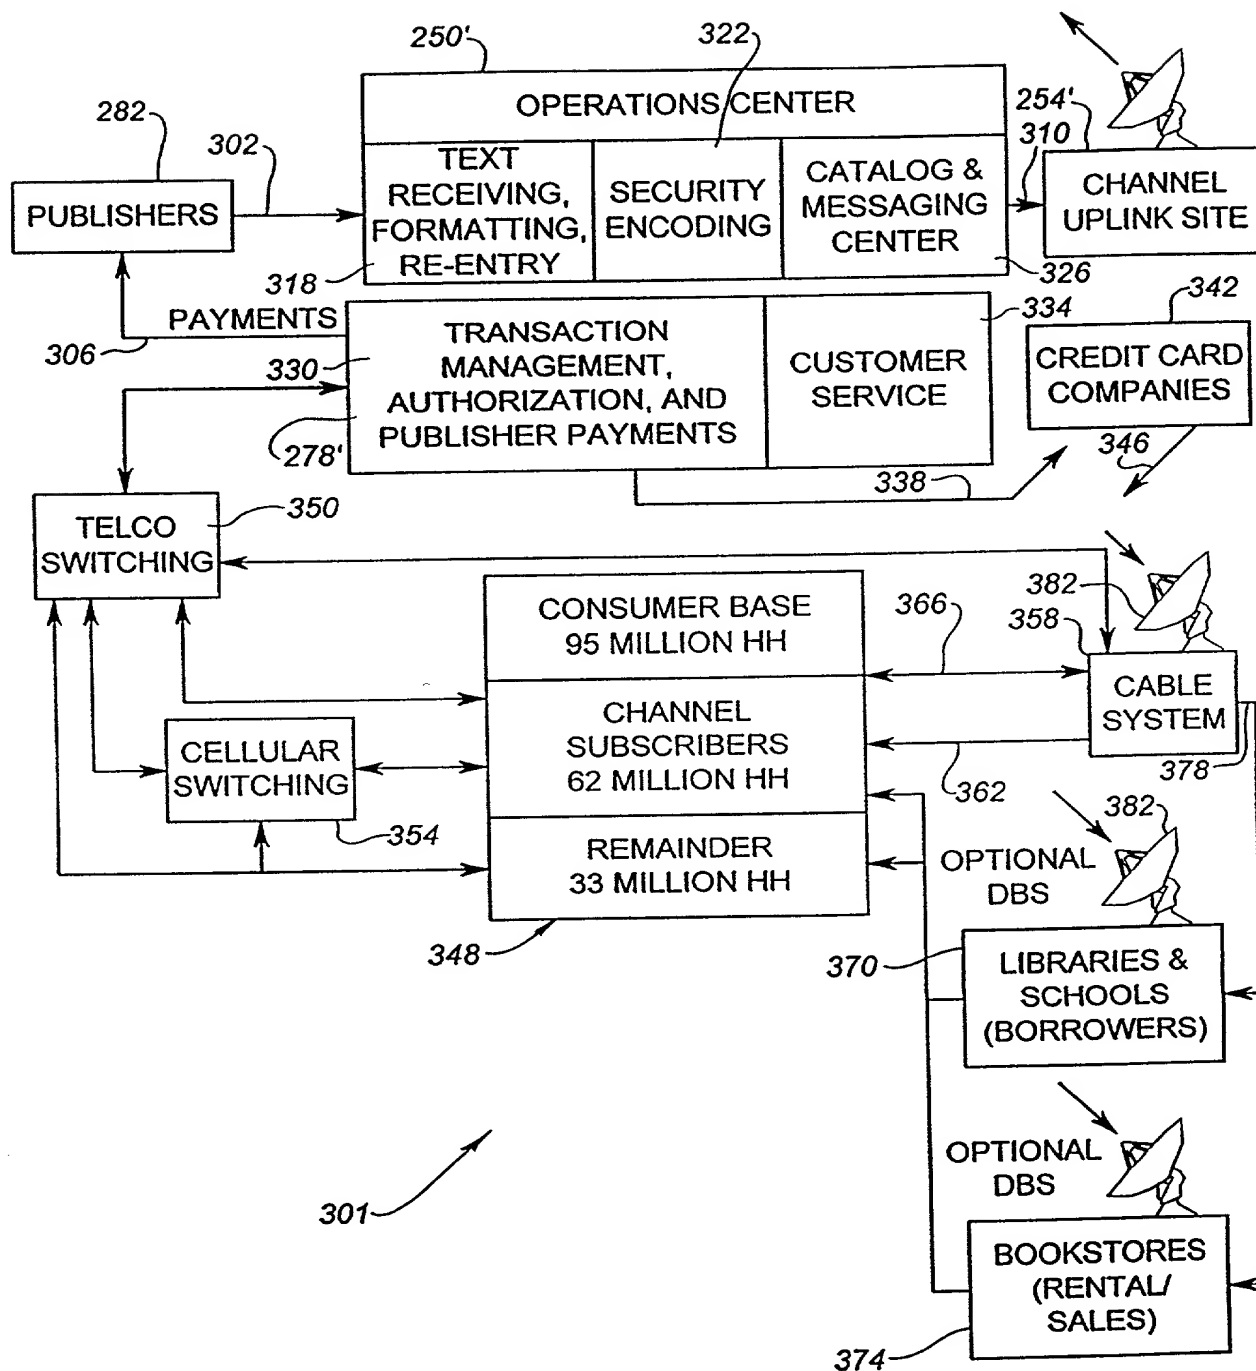 322
250'
OPERATIONS CENTER
254'
310
282
302
PUBLISHERS
TEXT
RECEIVING,
FORMATTING,
RE-ENTRY
318
SECURITY
ENCODING
CATALOG &
MESSAGING
CENTER
326
CHANNEL
UPLINK SITE
PAYMENTS
306
330
TRANSACTION
MANAGEMENT,
AUTHORIZATION, AND
PUBLISHER PAYMENTS
278'
334
CUSTOMER
SERVICE
342
CREDIT CARD
COMPANIES
346
338
TELCO
SWITCHING
350
CONSUMER BASE
95 MILLION HH
366
382
358
CABLE
SYSTEM
378
CHANNEL
SUBSCRIBERS
62 MILLION HH
362
CELLULAR
SWITCHING
354
REMAINDER
33 MILLION HH
348
382
OPTIONAL
DBS
370
LIBRARIES &
SCHOOLS
(BORROWERS)
301
OPTIONAL
DBS
BOOKSTORES
(RENTAL/
SALES)
374